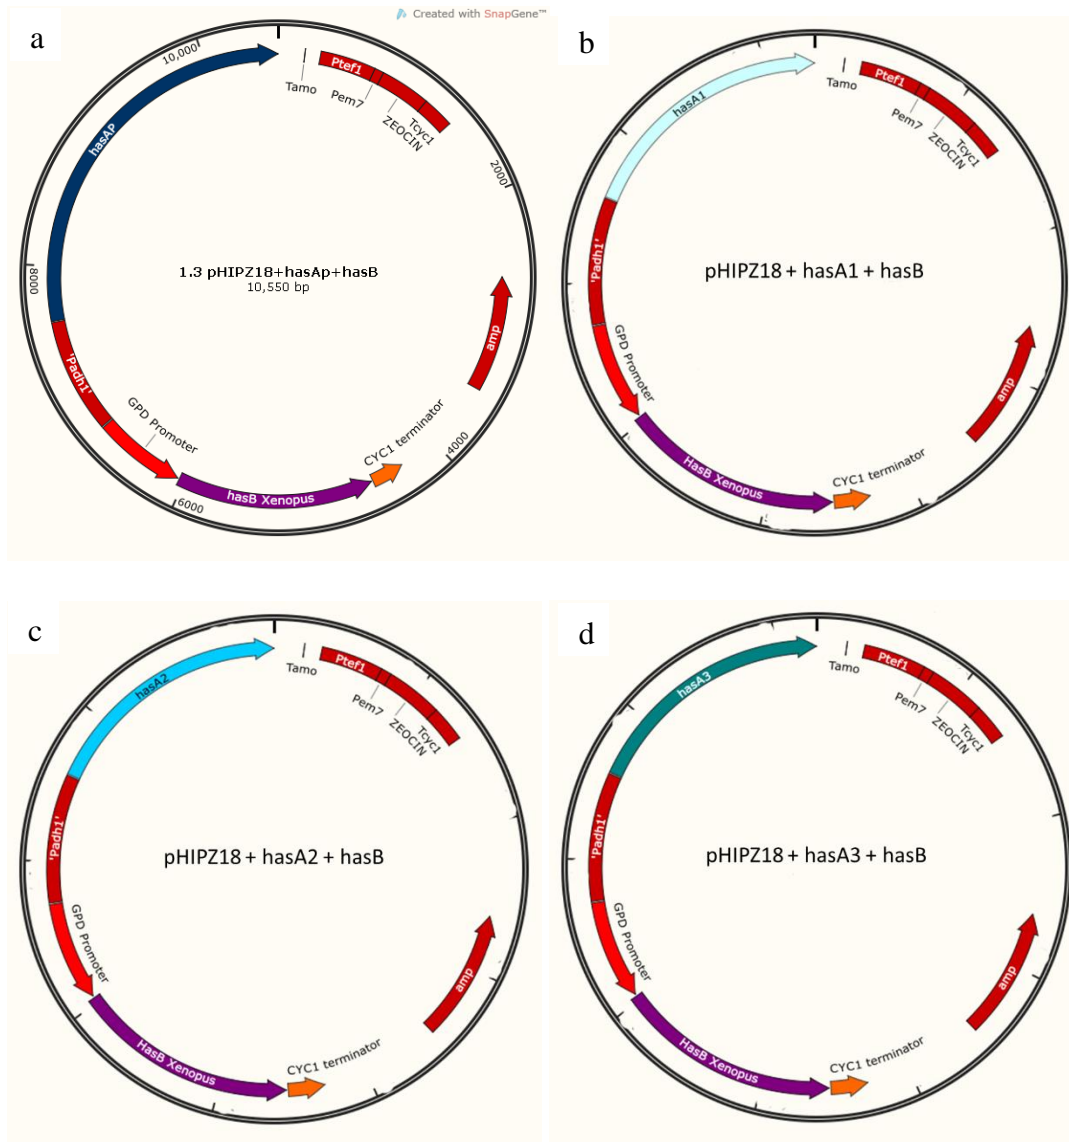 Created with SnapGene™
a
10,000
Tamo
Ptef1
Pem7
ZEOCIN
Tcyc1
2000
hasAP
8000
1.3 pHIPZ18+hasAp+hasB
10,550 bp
amp
'Padh1'
GPD Promoter
CYC1 terminator
4000
hasB Xenopus
6000
b
hasA1
Tamo
Ptef1
Pem7
ZEOCIN
Tcyc1
'Padh1'
pHIPZ18 + hasA1 + hasB
GPD Promoter
amp
HasB Xenopus
CYC1 terminator
c
hasA2
Tamo
Ptef1
Pem7
ZEOCIN
Tcyc1
'Padh1'
pHIPZ18 + hasA2 + hasB
GPD Promoter
amp
HasB Xenopus
CYC1 terminator
d
hasA3
Tamo
Ptef1
Pem7
ZEOCIN
Tcyc1
'Padh1'
pHIPZ18 + hasA3 + hasB
GPD Promoter
amp
HasB Xenopus
CYC1 terminator